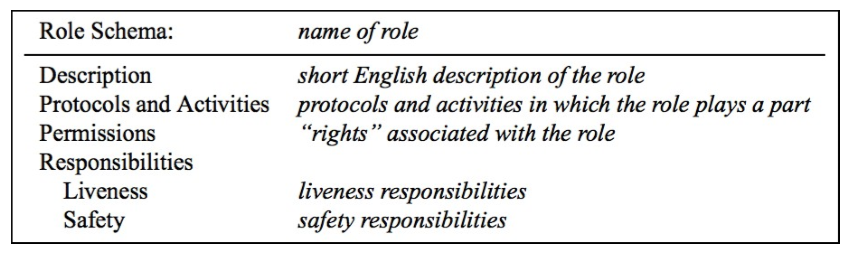 Role Schema: name of role
Description short English description of the role
Protocols and Activities protocols and activities in which the role plays a part
Permissions “rights” associated with the role
Responsibilities
Liveness liveness responsibilities
Safety safety responsibilities